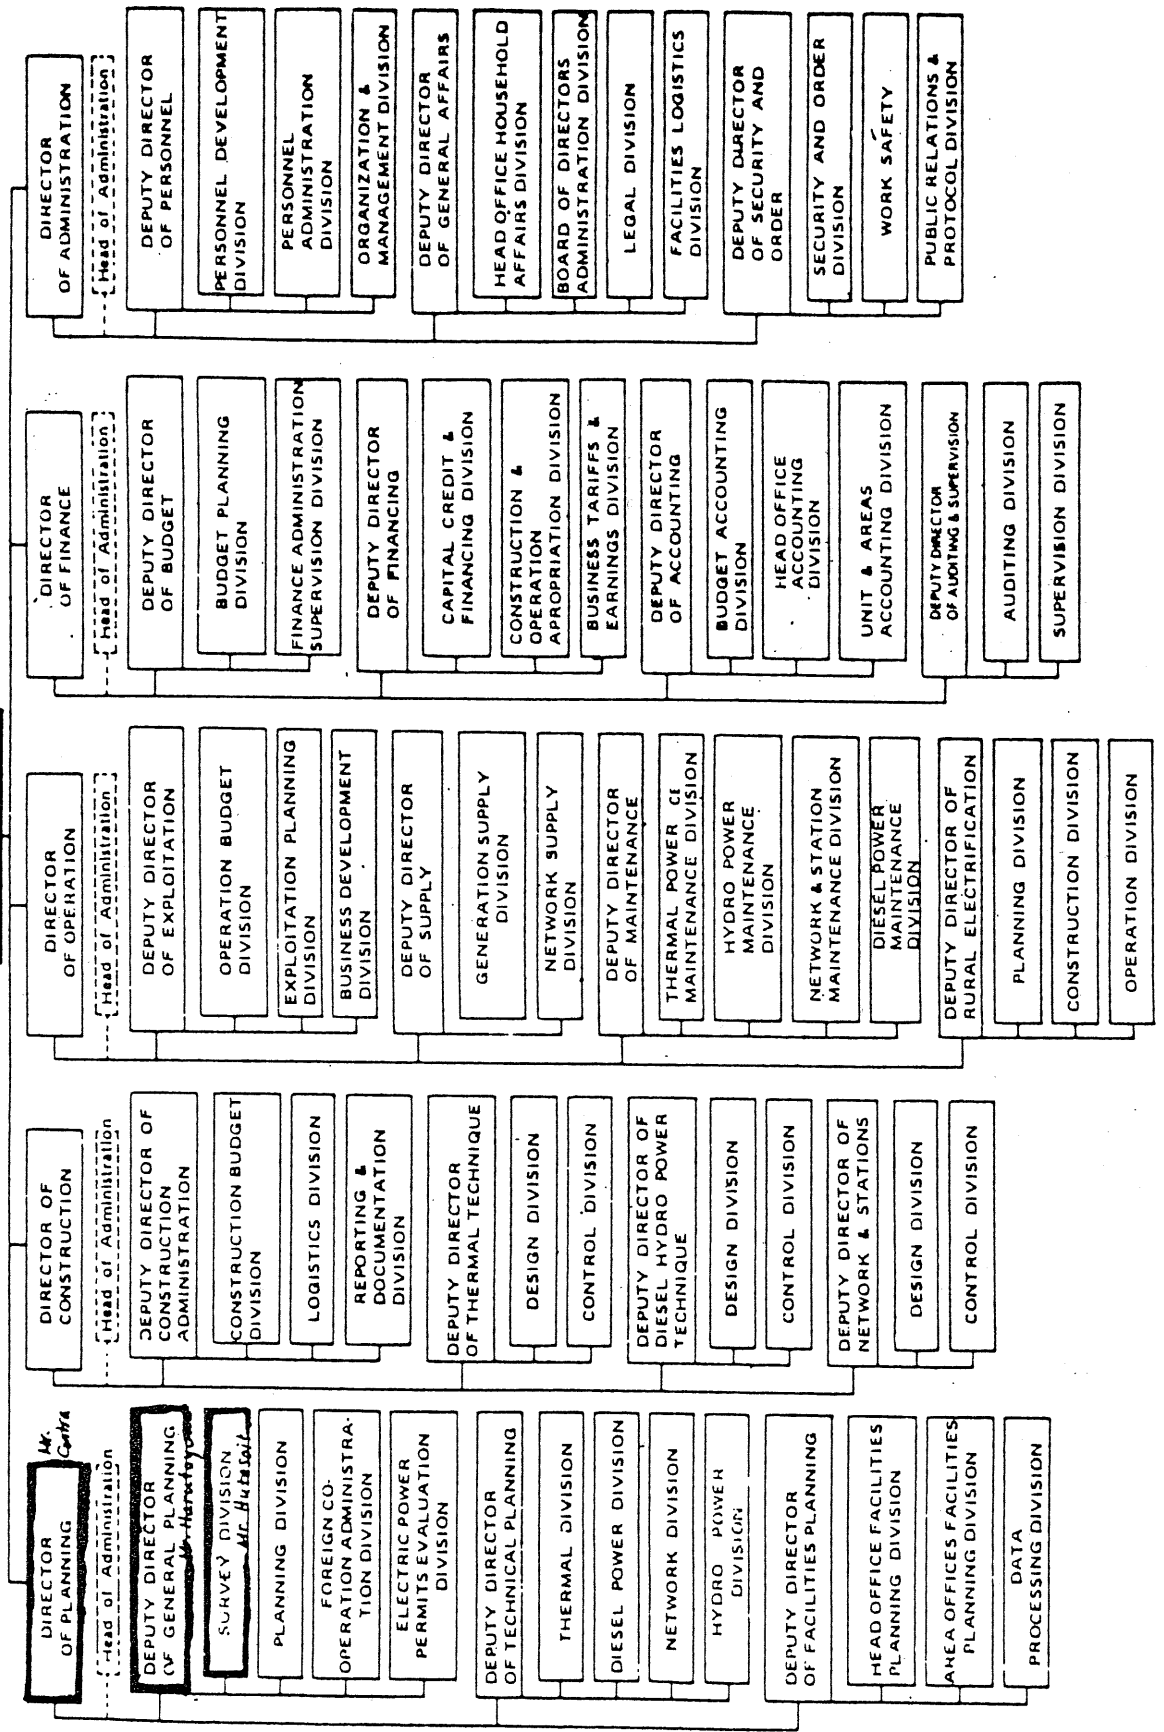 DIRECTOR
OF PLANNING
Mr.
Head of Administration
DEPUTY DIRECTOR
OF GENERAL PLANNING
SURVEY DIVISION
Mr. Hutasoit
PLANNING DIVISION
FOREIGN CO-
OPERATION ADMINISTRA-
TION DIVISION
ELECTRIC POWER
PERMITS EVALUATION
DIVISION
DEPUTY DIRECTOR
OF TECHNICAL PLANNING
THERMAL DIVISION
DIESEL POWER DIVISION
NETWORK DIVISION
HYDRO POWER
DIVISION
DEPUTY DIRECTOR
OF FACILITIES PLANNING
HEAD OFFICE FACILITIES
PLANNING DIVISION
AREA OFFICES FACILITIES
PLANNING DIVISION
DATA
PROCESSING DIVISION
DIRECTOR OF
CONSTRUCTION
Head of Administration
DEPUTY DIRECTOR OF
CONSTRUCTION
ADMINISTRATION
CONSTRUCTION BUDGET
DIVISION
LOGISTICS DIVISION
REPORTING &
DOCUMENTATION
DIVISION
DEPUTY DIRECTOR
OF THERMAL TECHNIQUE
DESIGN DIVISION
CONTROL DIVISION
DEPUTY DIRECTOR OF
DIESEL HYDRO POWER
TECHNIQUE
DESIGN DIVISION
CONTROL DIVISION
DEPUTY DIRECTOR OF
NETWORK & STATIONS
DESIGN DIVISION
CONTROL DIVISION
DIRECTOR
OF OPERATION
Head of Administration
DEPUTY DIRECTOR
OF EXPLOITATION
OPERATION BUDGET
DIVISION
EXPLOITATION PLANNING
DIVISION
BUSINESS DEVELOPMENT
DIVISION
DEPUTY DIRECTOR
OF SUPPLY
GENERATION SUPPLY
DIVISION
NETWORK SUPPLY
DIVISION
DEPUTY DIRECTOR
OF MAINTENANCE
THERMAL POWER CE
MAINTENANCE DIVISION
HYDRO POWER
MAINTENANCE
DIVISION
NETWORK & STATION
MAINTENANCE DIVISION
DIESEL POWER
MAINTENANCE
DIVISION
DEPUTY DIRECTOR OF
RURAL ELECTRIFICATION
PLANNING DIVISION
CONSTRUCTION DIVISION
OPERATION DIVISION
DIRECTOR
OF FINANCE
Head of Administration
DEPUTY DIRECTOR
OF BUDGET
BUDGET PLANNING
DIVISION
FINANCE ADMINISTRATION
SUPERVISION DIVISION
DEPUTY DIRECTOR
OF FINANCING
CAPITAL CREDIT &
FINANCING DIVISION
CONSTRUCTION &
OPERATION
APROPRIATION DIVISION
BUSINESS TARIFFS &
EARNINGS DIVISION
DEPUTY DIRECTOR
OF ACCOUNTING
BUDGET ACCOUNTING
DIVISION
HEAD OFFICE
ACCOUNTING
DIVISION
UNIT & AREAS
ACCOUNTING DIVISION
DEPUTY DIRECTOR
OF AUDITING & SUPERVISION
AUDITING DIVISION
SUPERVISION DIVISION
DIRECTOR
OF ADMINISTRATION
Head of Administration
DEPUTY DIRECTOR
OF PERSONNEL
PERSONNEL DEVELOPMENT
DIVISION
PERSONNEL
ADMINISTRATION
DIVISION
ORGANIZATION &
MANAGEMENT DIVISION
DEPUTY DIRECTOR
OF GENERAL AFFAIRS
HEAD OFFICE HOUSEHOLD
AFFAIRS DIVISION
BOARD OF DIRECTORS
ADMINISTRATION DIVISION
LEGAL DIVISION
FACILITIES LOGISTICS
DIVISION
DEPUTY DIRECTOR
OF SECURITY AND
ORDER
SECURITY AND ORDER
DIVISION
WORK SAFETY
PUBLIC RELATIONS &
PROTOCOL DIVISION